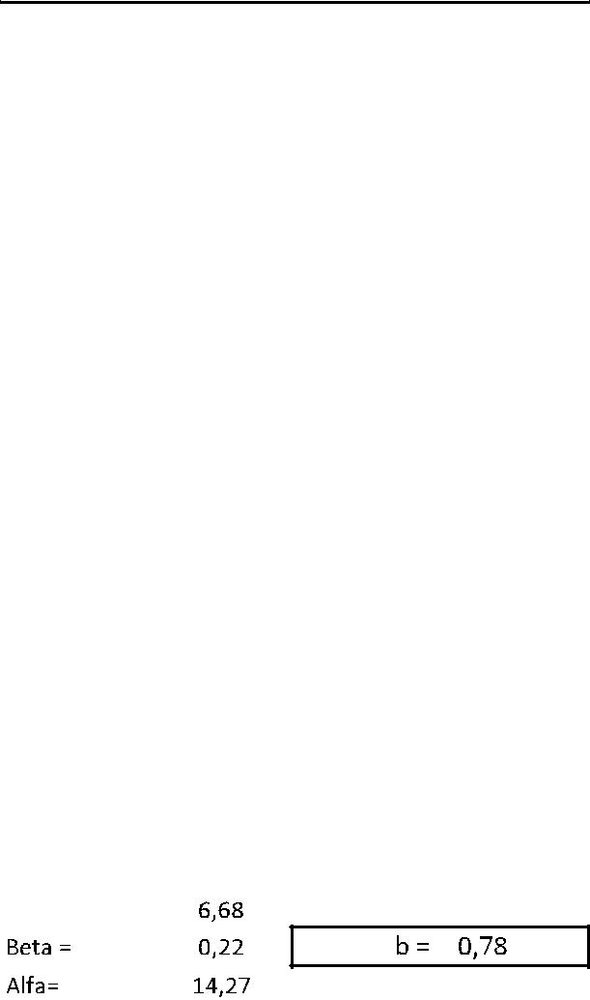 6,68
Beta = 0,22 b = 0,78
Alfa= 14,27